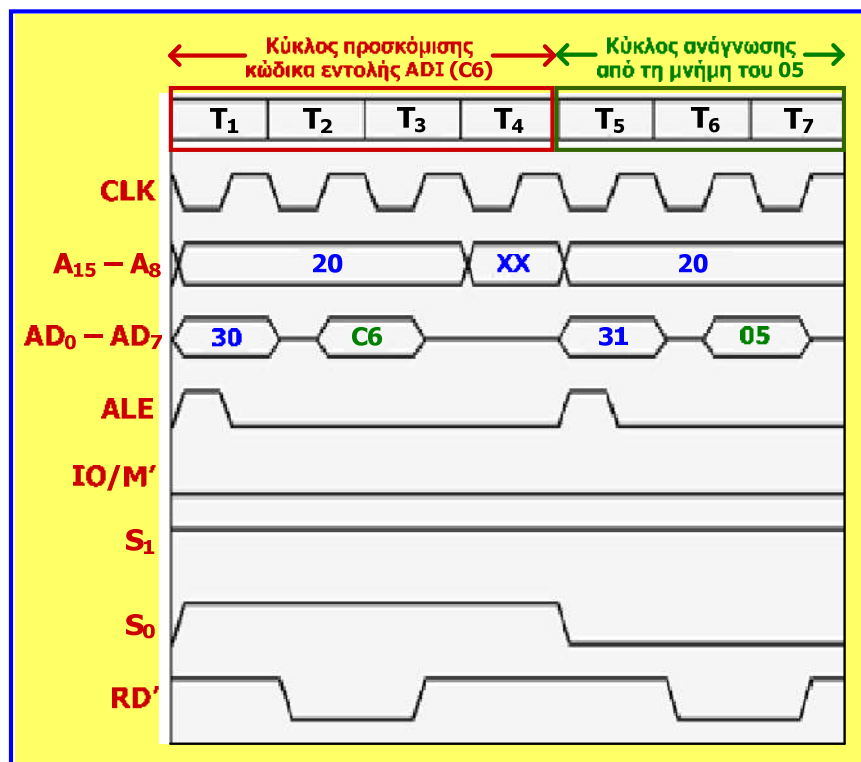 Κύκλος προσκόμισης
κώδικα εντολής ADI (C6)
Κύκλος ανάγνωσης
από τη μνήμη του 05
T₁ T₂ T₃ T₄ T₅ T₆ T₇
CLK
A₁₅ – A₈ 20 XX 20
AD₀ – AD₇ 30 C6 31 05
ALE
IO/M’
S₁
S₀
RD’